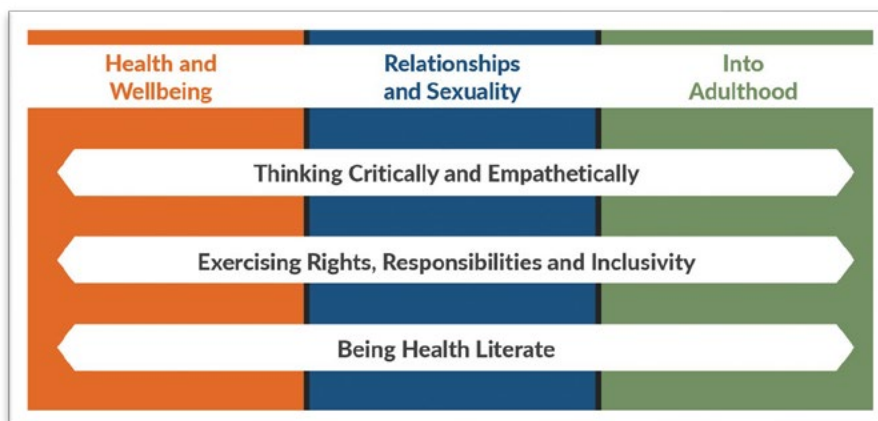 Health and
Wellbeing
Relationships
and Sexuality
Into
Adulthood
Thinking Critically and Empathetically
Exercising Rights, Responsibilities and Inclusivity
Being Health Literate